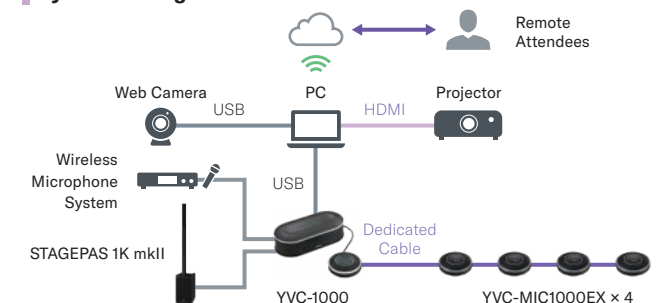 Remote
Attendees
Web Camera
PC
Projector
USB
HDMI
Wireless
Microphone
System
USB
Dedicated
Cable
STAGEPAS 1K mkII
YVC-1000
YVC-MIC1000EX × 4